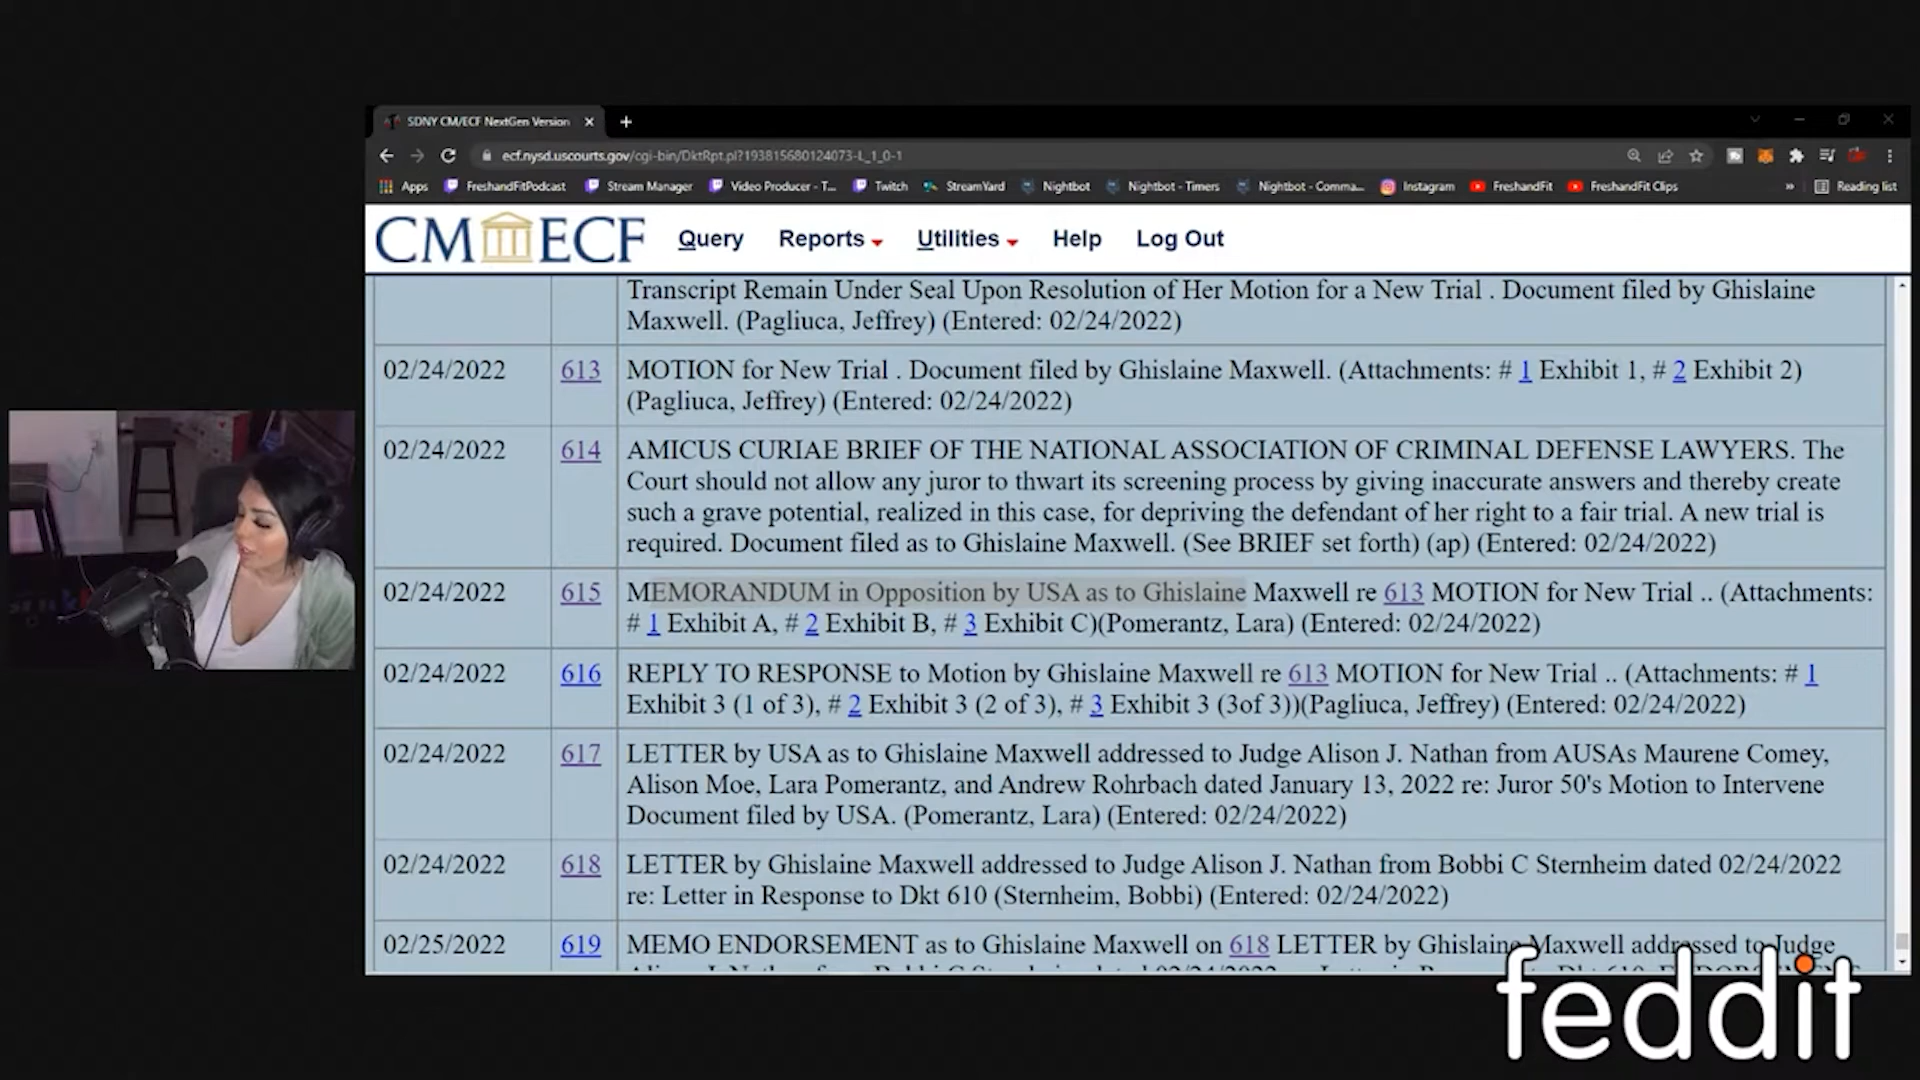 SDNY CM/ECF NextGen Version
ecf.nysd.uscourts.gov/cgi-bin/DktRpt.pl?193815680124073-L_1_0-1
Apps FreshandFitPodcast Stream Manager Video Producer - T... Twitch StreamYard Nightbot Nightbot - Timers Nightbot - Comma... Instagram FreshandFit FreshandFit Clips » Reading list
CM ECF Query Reports Utilities Help Log Out
Transcript Remain Under Seal Upon Resolution of Her Motion for a New Trial . Document filed by Ghislaine
Maxwell. (Pagliuca, Jeffrey) (Entered: 02/24/2022)
02/24/2022 613 MOTION for New Trial . Document filed by Ghislaine Maxwell. (Attachments: # 1 Exhibit 1, # 2 Exhibit 2)
(Pagliuca, Jeffrey) (Entered: 02/24/2022)
02/24/2022 614 AMICUS CURIAE BRIEF OF THE NATIONAL ASSOCIATION OF CRIMINAL DEFENSE LAWYERS. The
Court should not allow any juror to thwart its screening process by giving inaccurate answers and thereby create
such a grave potential, realized in this case, for depriving the defendant of her right to a fair trial. A new trial is
required. Document filed as to Ghislaine Maxwell. (See BRIEF set forth) (ap) (Entered: 02/24/2022)
02/24/2022 615 MEMORANDUM in Opposition by USA as to Ghislaine Maxwell re 613 MOTION for New Trial .. (Attachments:
# 1 Exhibit A, # 2 Exhibit B, # 3 Exhibit C)(Pomerantz, Lara) (Entered: 02/24/2022)
02/24/2022 616 REPLY TO RESPONSE to Motion by Ghislaine Maxwell re 613 MOTION for New Trial .. (Attachments: # 1
Exhibit 3 (1 of 3), # 2 Exhibit 3 (2 of 3), # 3 Exhibit 3 (3of 3))(Pagliuca, Jeffrey) (Entered: 02/24/2022)
02/24/2022 617 LETTER by USA as to Ghislaine Maxwell addressed to Judge Alison J. Nathan from AUSAs Maurene Comey,
Alison Moe, Lara Pomerantz, and Andrew Rohrbach dated January 13, 2022 re: Juror 50's Motion to Intervene
Document filed by USA. (Pomerantz, Lara) (Entered: 02/24/2022)
02/24/2022 618 LETTER by Ghislaine Maxwell addressed to Judge Alison J. Nathan from Bobbi C Sternheim dated 02/24/2022
re: Letter in Response to Dkt 610 (Sternheim, Bobbi) (Entered: 02/24/2022)
02/25/2022 619 MEMO ENDORSEMENT as to Ghislaine Maxwell on 618 LETTER by Ghislaine Maxwell addressed to Judge
feddit